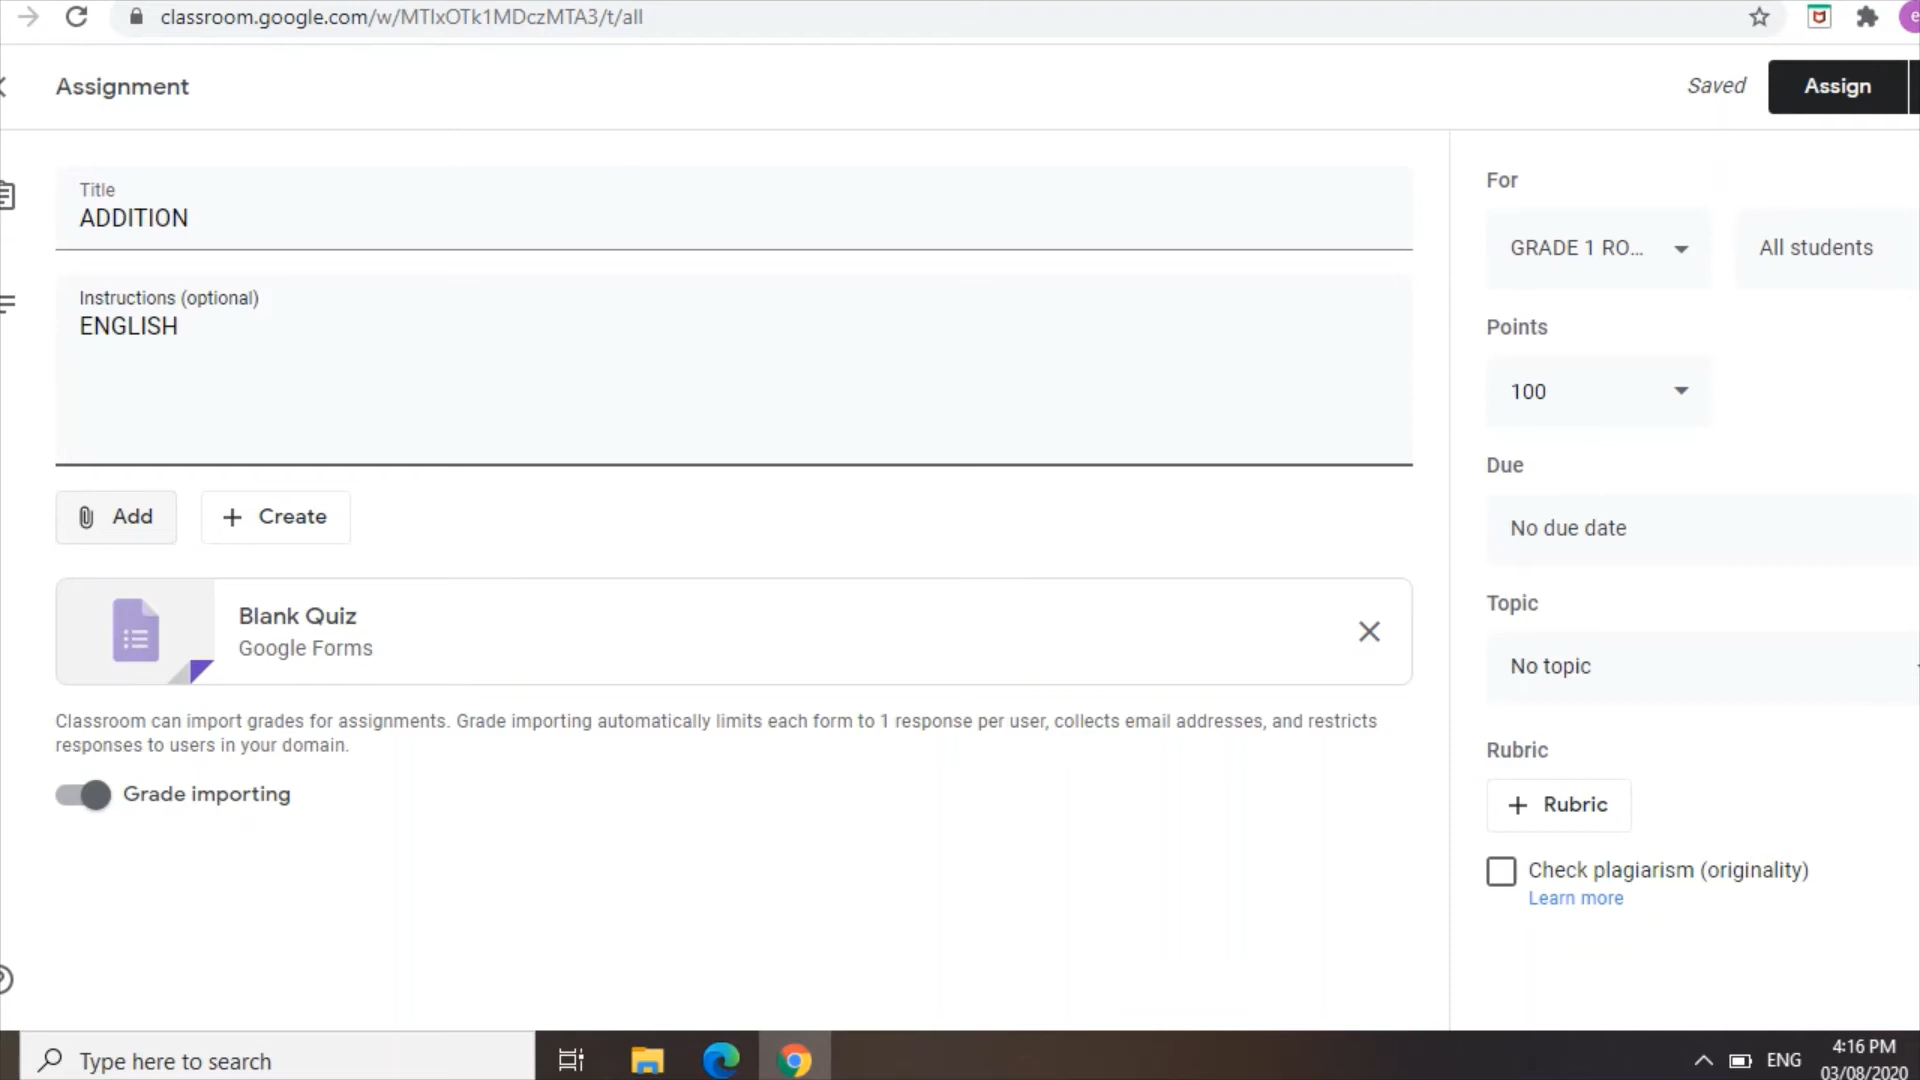 classroom.google.com/w/MTIxOTk1MDczMTA3/t/all
Assignment
Saved
Assign
Title
ADDITION
Instructions (optional)
ENGLISH
Add
Create
Blank Quiz
Google Forms
Classroom can import grades for assignments. Grade importing automatically limits each form to 1 response per user, collects email addresses, and restricts
responses to users in your domain.
Grade importing
For
GRADE 1 RO...
All students
Points
100
Due
No due date
Topic
No topic
Rubric
Rubric
Check plagiarism (originality)
Learn more
Type here to search
ENG
4:16 PM
03/08/2020